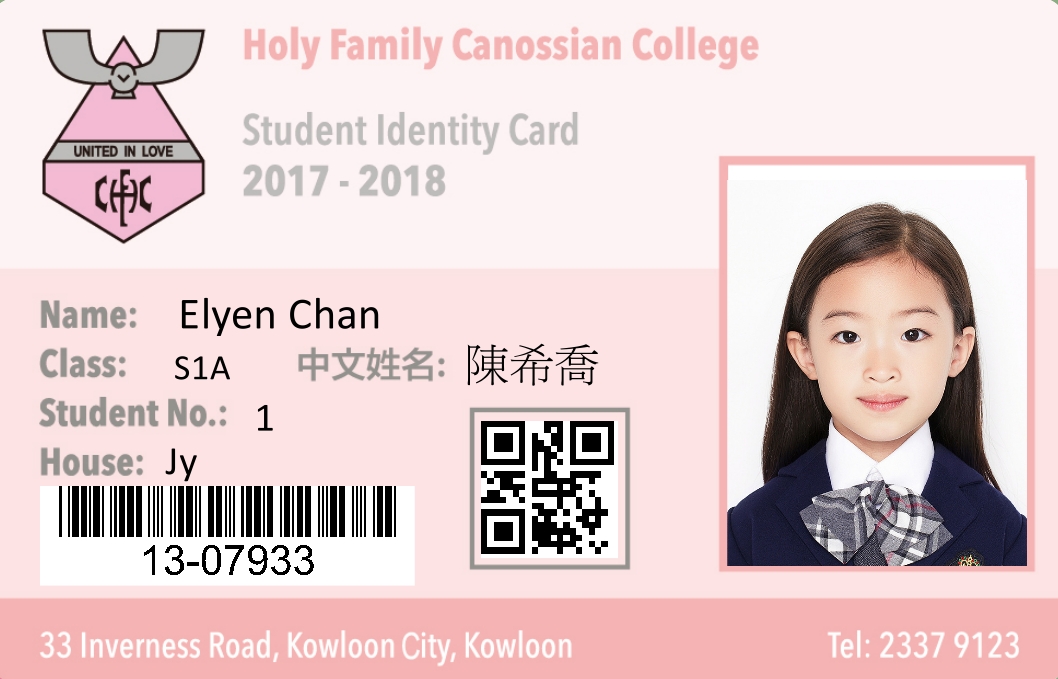 Holy Family Canossian College
Student Identity Card
2017 - 2018
UNITED IN LOVE
CHFC
Name: Elyen Chan
Class: S1A 中文姓名: 陳希喬
Student No.: 1
House: Jy
13-07933
33 Inverness Road, Kowloon City, Kowloon
Tel: 2337 9123